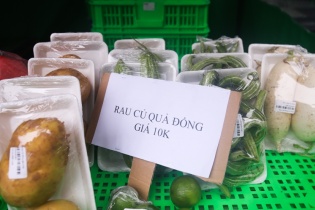 RAU CỦ QUẢ ĐỒNG
GIÁ 10K